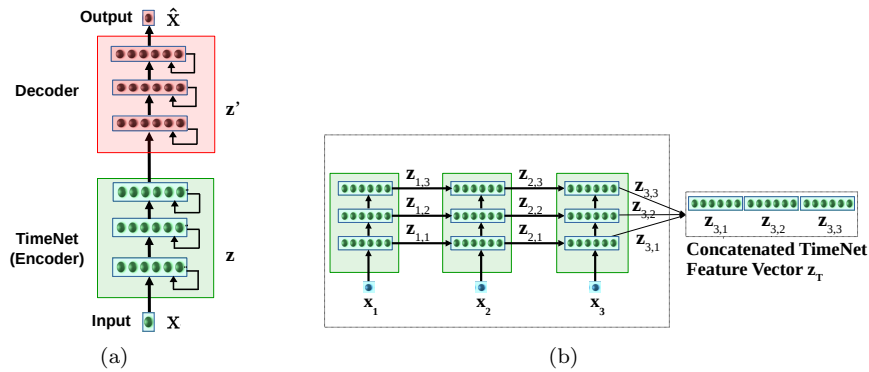 Output x̂
Decoder
z'
TimeNet
(Encoder)
z
Input x
(a)
z1,3 z2,3 z3,3
z1,2 z2,2 z3,2
z1,1 z2,1 z3,1
x1 x2 x3
z3,1 z3,2 z3,3
Concatenated TimeNet
Feature Vector zT
(b)